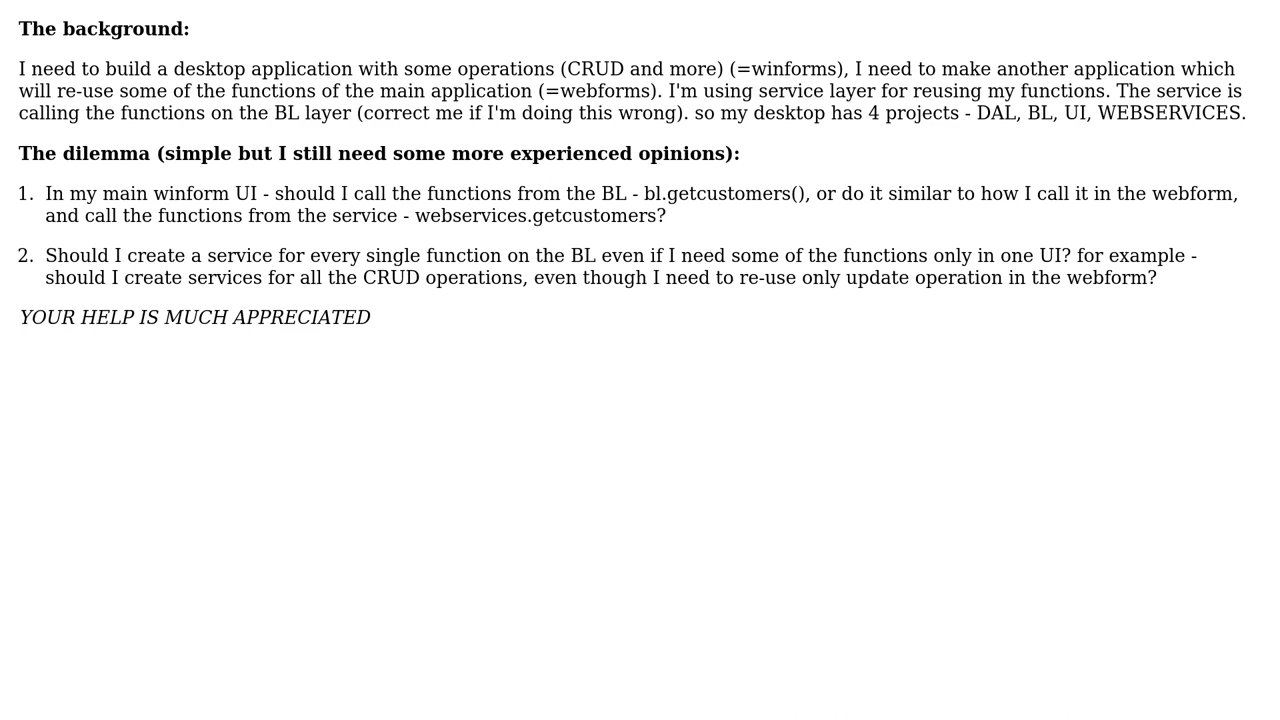 The background:
I need to build a desktop application with some operations (CRUD and more) (=winforms), I need to make another application which
will re-use some of the functions of the main application (=webforms). I'm using service layer for reusing my functions. The service is
calling the functions on the BL layer (correct me if I'm doing this wrong). so my desktop has 4 projects - DAL, BL, UI, WEBSERVICES.
The dilemma (simple but I still need some more experienced opinions):
1. In my main winform UI - should I call the functions from the BL - bl.getcustomers(), or do it similar to how I call it in the webform,
and call the functions from the service - webservices.getcustomers?
2. Should I create a service for every single function on the BL even if I need some of the functions only in one UI? for example -
should I create services for all the CRUD operations, even though I need to re-use only update operation in the webform?
YOUR HELP IS MUCH APPRECIATED